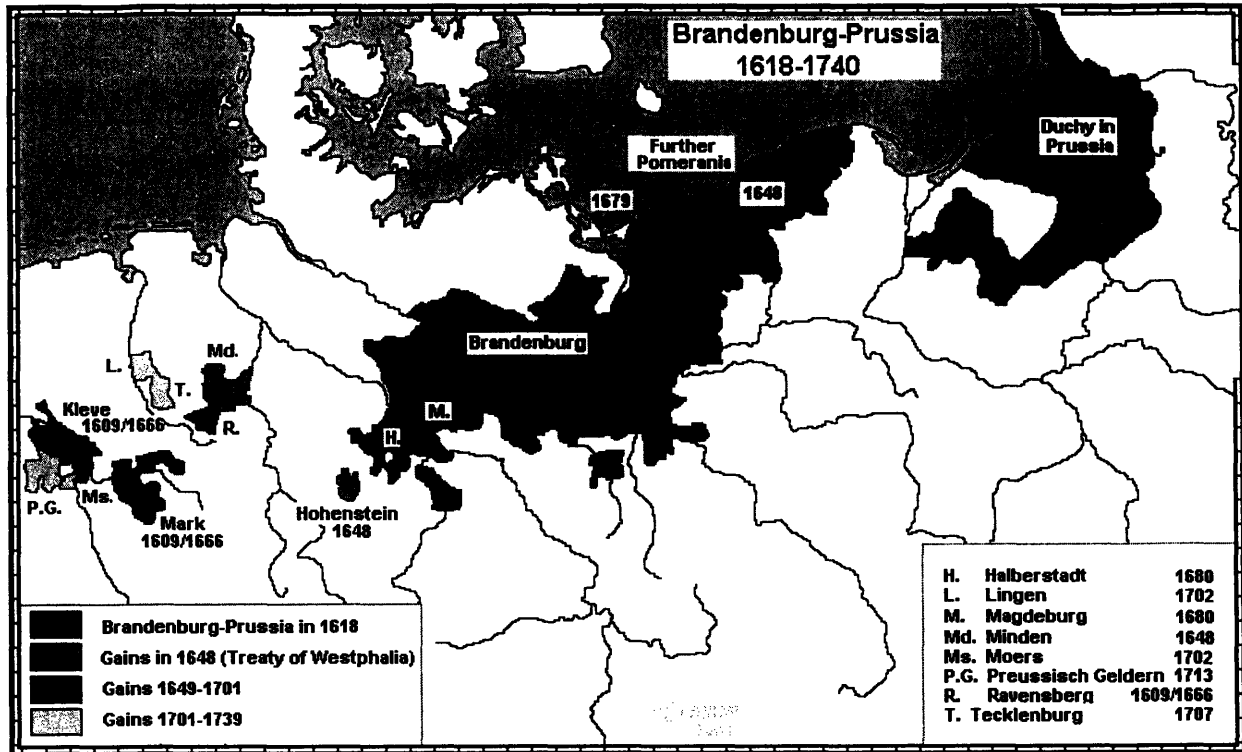 Brandenburg-Prussia
1618-1740
Duchy in
Prussia
Further
Pomeranis
1679
1648
Brandenburg
L.
Md.
T.
Kleve
1609/1666
R.
M.
H.
P.G.
Ms.
Mark
1609/1666
Hohenstein
1648
Brandenburg-Prussia in 1618
Gains in 1648 (Treaty of Westphalia)
Gains 1649-1701
Gains 1701-1739
H. Halberstadt 1680
L. Lingen 1702
M. Magdeburg 1680
Md. Minden 1648
Ms. Moers 1702
P.G. Preussisch Geldern 1713
R. Ravensberg 1609/1666
T. Tecklenburg 1707